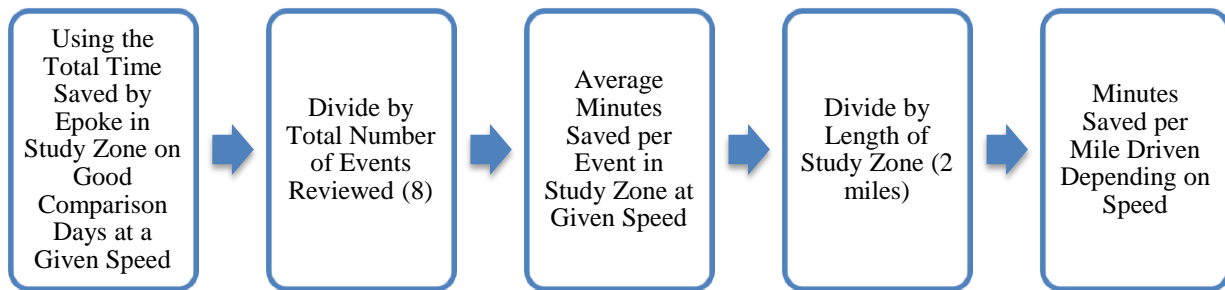 Using the
Total Time
Saved by
Epoke in
Study Zone on
Good
Comparison
Days at a
Given Speed
Divide by
Total Number
of Events
Reviewed (8)
Average
Minutes
Saved per
Event in
Study Zone at
Given Speed
Divide by
Length of
Study Zone (2
miles)
Minutes
Saved per
Mile Driven
Depending on
Speed